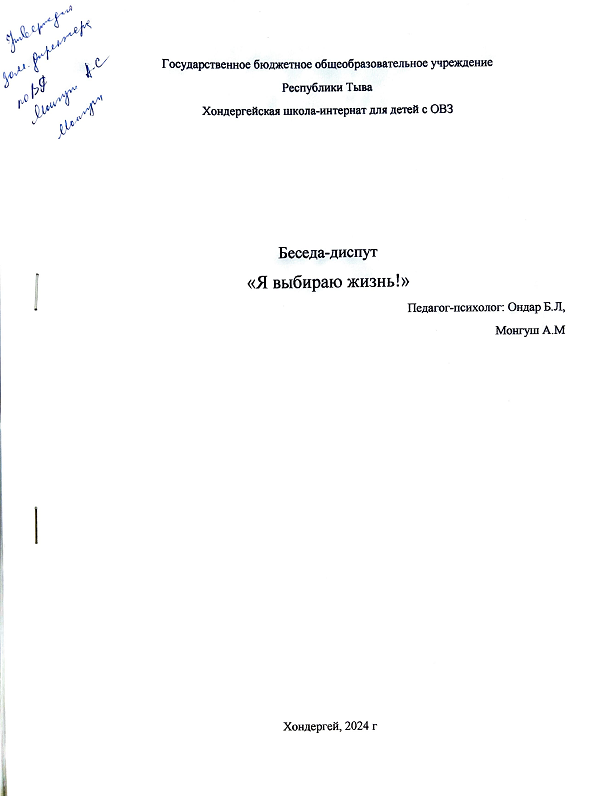 зам. директора
по ВР
Монгуш А-С
Монгуш
Государственное бюджетное общеобразовательное учреждение
Республики Тыва
Хондергейская школа-интернат для детей с ОВЗ
Беседа-диспут
«Я выбираю жизнь!»
Педагог-психолог: Ондар Б.Л,
Монгуш А.М
Хондергей, 2024 г